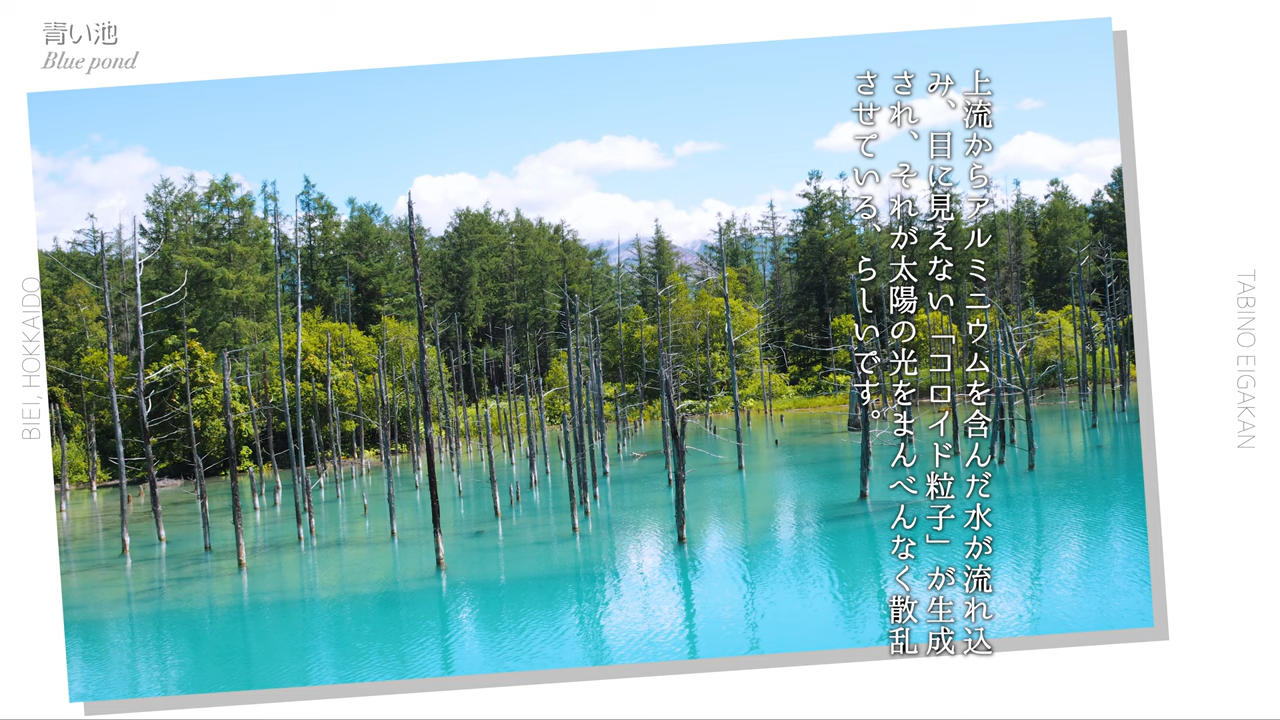 青い池
Blue pond
上流からアルミニウムを含んだ水が流れ込
み、目に見えない「コロイド粒子」が生成
され、それが太陽の光をまんべんなく散乱
させている、らしいです。
BIEI, HOKKAIDO
TABINO EIGAKAN